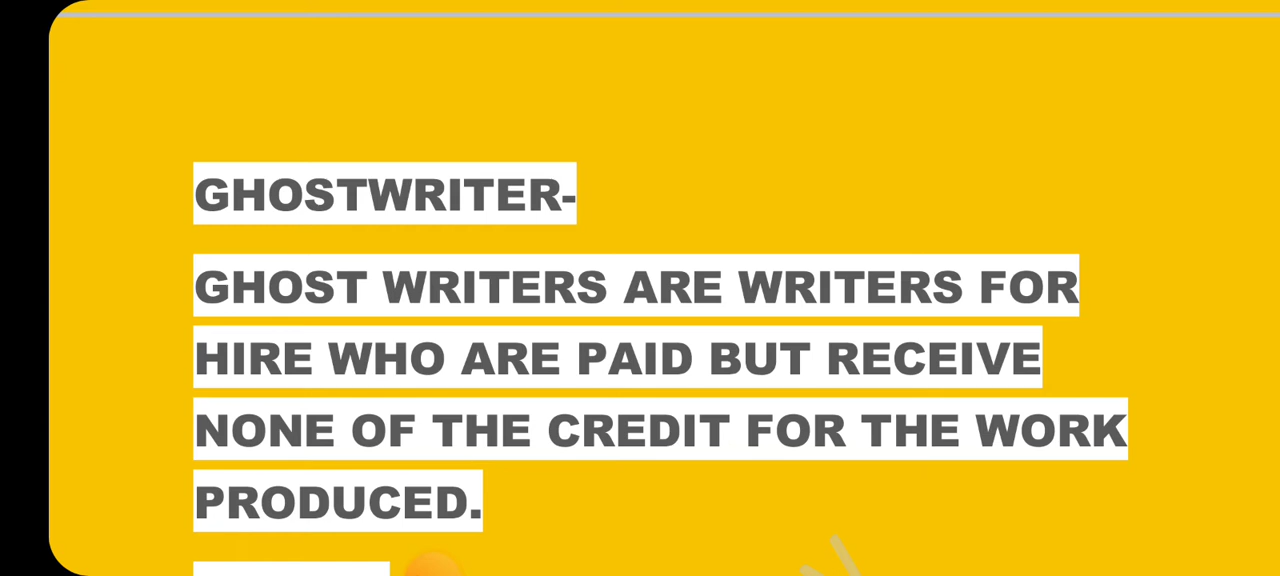 GHOSTWRITER-
GHOST WRITERS ARE WRITERS FOR
HIRE WHO ARE PAID BUT RECEIVE
NONE OF THE CREDIT FOR THE WORK
PRODUCED.